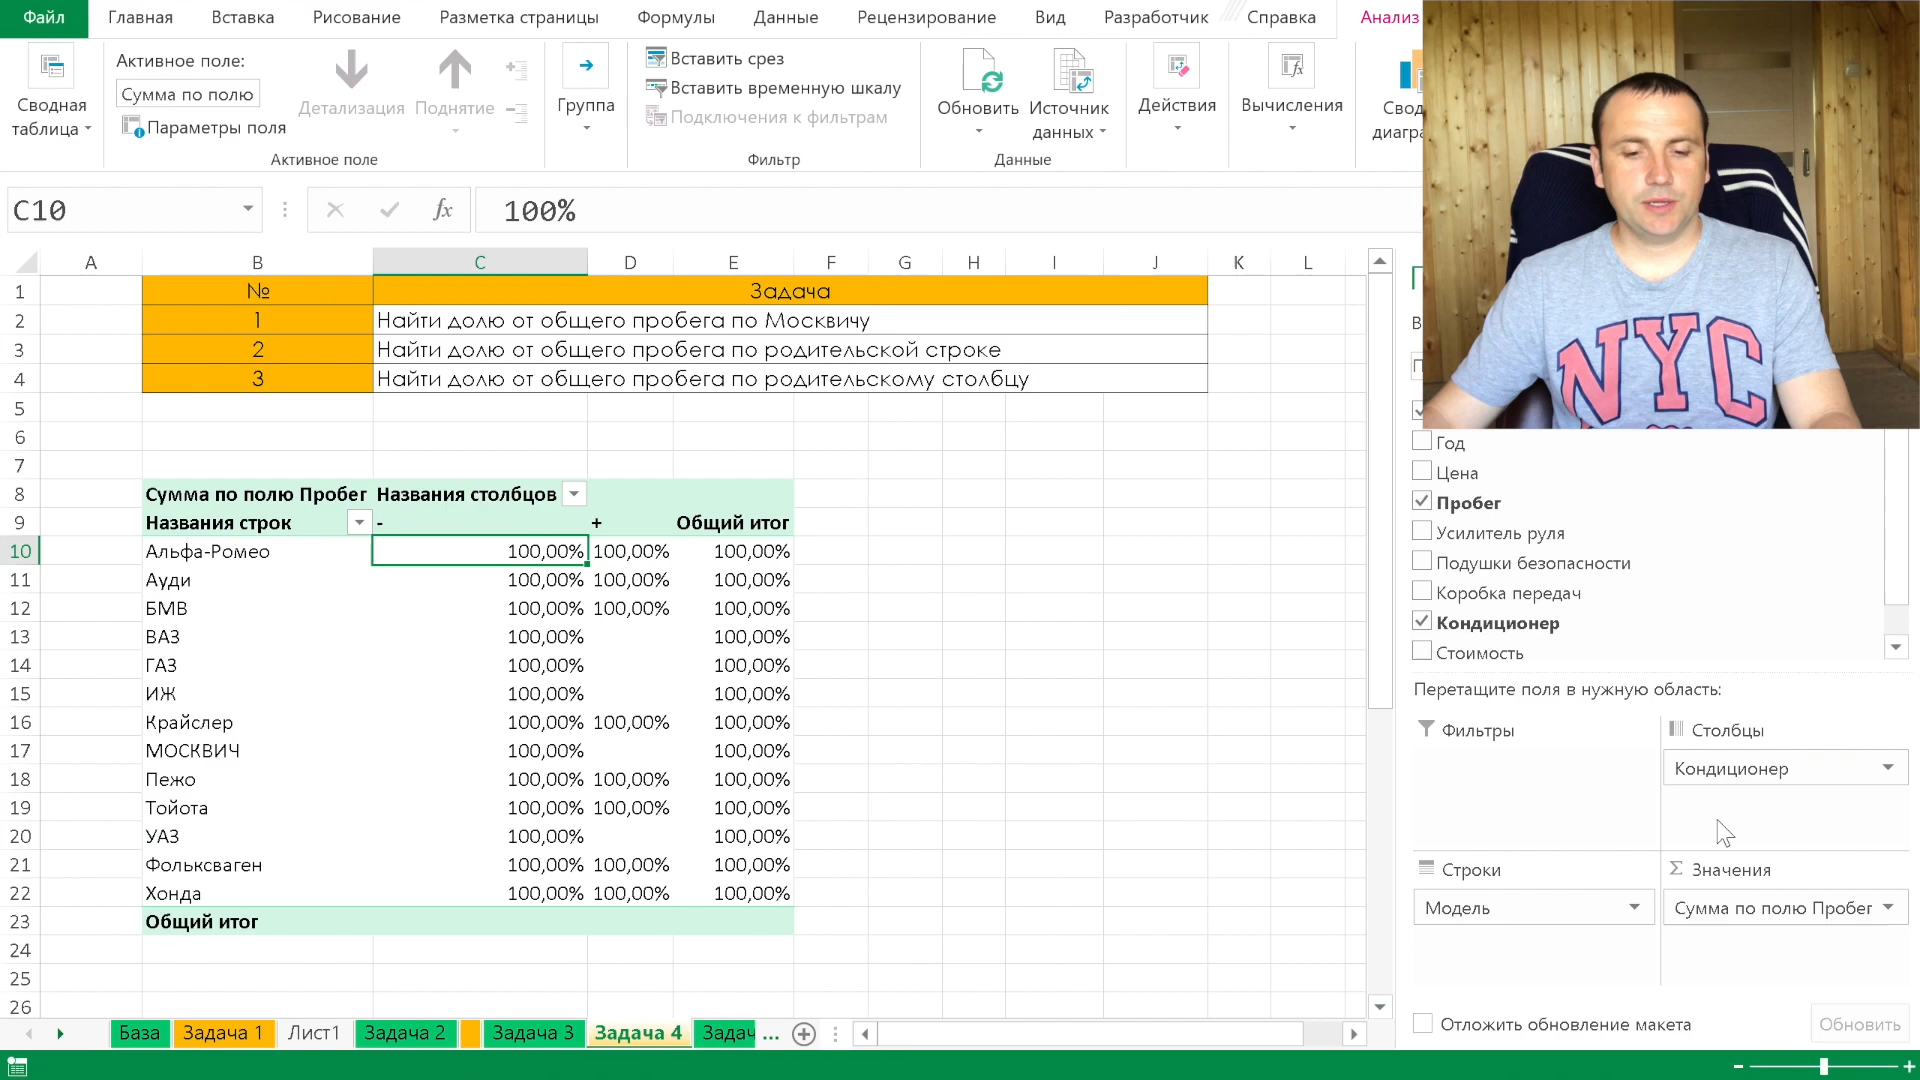 Файл Главная Вставка Рисование Разметка страницы Формулы Данные Рецензирование Вид Разработчик Справка Анализ
Сводная таблица
Активное поле:
Сумма по полю
Параметры поля
Детализация
Поднятие
Активное поле
Группа
Вставить срез
Вставить временную шкалу
Подключения к фильтрам
Фильтр
Обновить
Источник данных
Данные
Действия
Вычисления
C10 fx 100%
A B C D E F G H I J K L
1 № Задача
2 1 Найти долю от общего пробега по Москвичу
3 2 Найти долю от общего пробега по родительской строке
4 3 Найти долю от общего пробега по родительскому столбцу
5
6
7
8 Сумма по полю Пробег Названия столбцов
9 Названия строк - + Общий итог
10 Альфа-Ромео 100,00% 100,00% 100,00%
11 Ауди 100,00% 100,00% 100,00%
12 БМВ 100,00% 100,00% 100,00%
13 ВАЗ 100,00% 100,00%
14 ГАЗ 100,00% 100,00%
15 ИЖ 100,00% 100,00%
16 Крайслер 100,00% 100,00% 100,00%
17 МОСКВИЧ 100,00% 100,00%
18 Пежо 100,00% 100,00% 100,00%
19 Тойота 100,00% 100,00% 100,00%
20 УАЗ 100,00% 100,00%
21 Фольксваген 100,00% 100,00% 100,00%
22 Хонда 100,00% 100,00% 100,00%
23 Общий итог
24
25
26
База Задача 1 Лист1 Задача 2 Задача 3 Задача 4 Задач ...
NYC
Год
Цена
Пробег
Усилитель руля
Подушки безопасности
Коробка передач
Кондиционер
Стоимость
Перетащите поля в нужную область:
Фильтры
Столбцы
Кондиционер
Строки
Σ Значения
Модель
Сумма по полю Пробег
Отложить обновление макета
Обновить